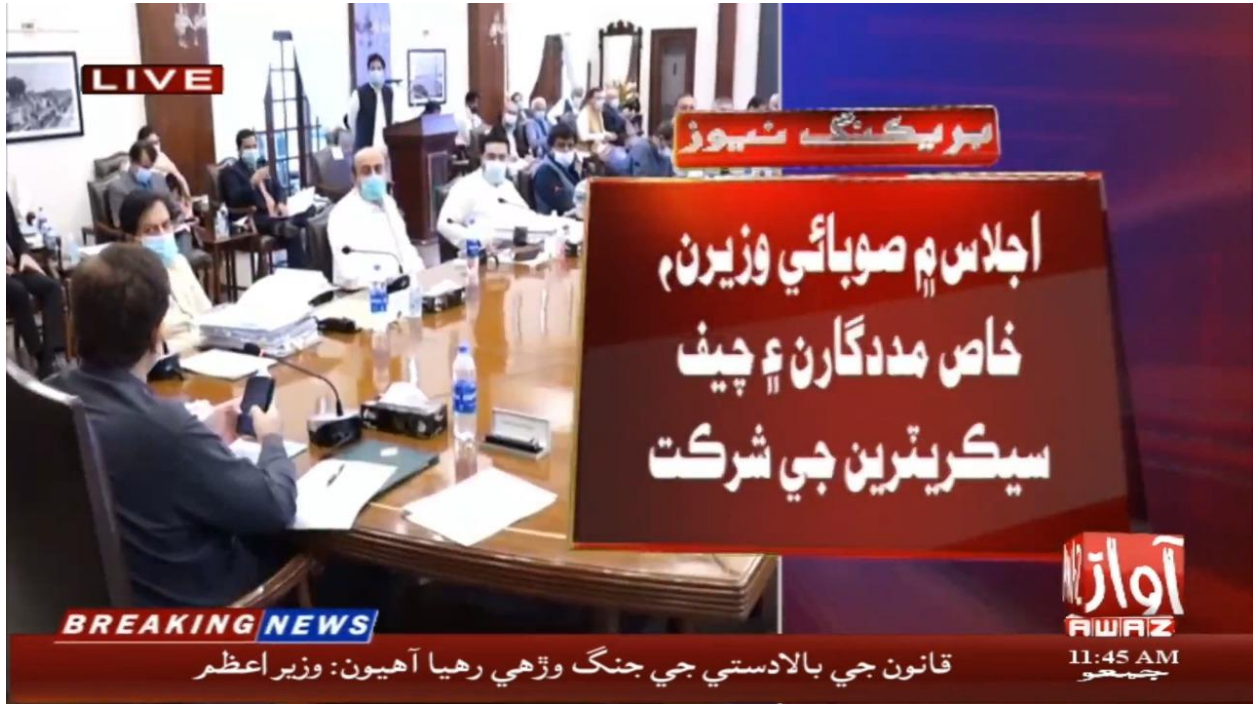 LIVE
بريڪنگ نيوز
اجلاس ۾ صوبائي وزيرن،
خاص مددگارن ۽ چيف
سيڪريٽرين جي شرڪت
آواز
AWAZ
BREAKING NEWS
قانون جي بالادستي جي جنگ وڙهي رهيا آهيون: وزير اعظم
11:45 AM
جمعو